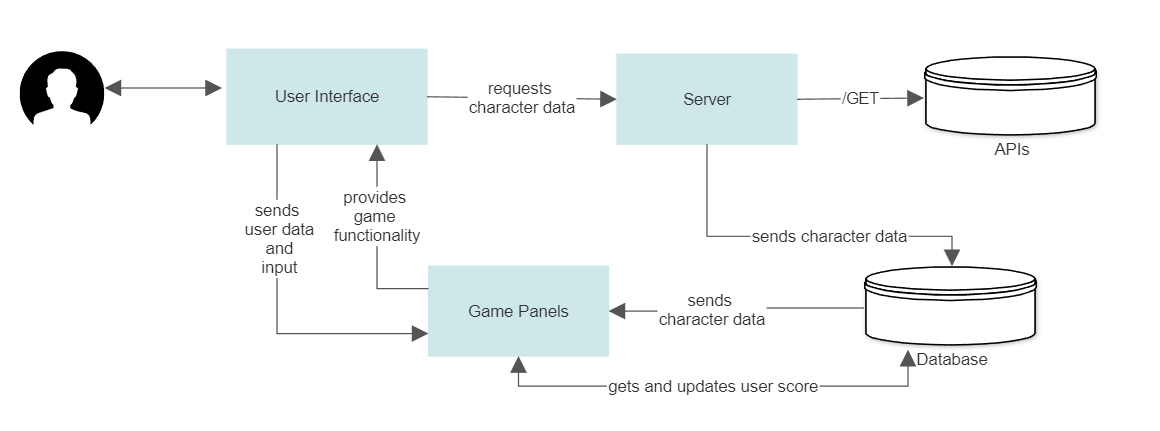 User Interface
requests
character data
Server
/GET
APIs
sends
user data
and
input
provides
game
functionality
sends character data
Game Panels
sends
character data
Database
gets and updates user score